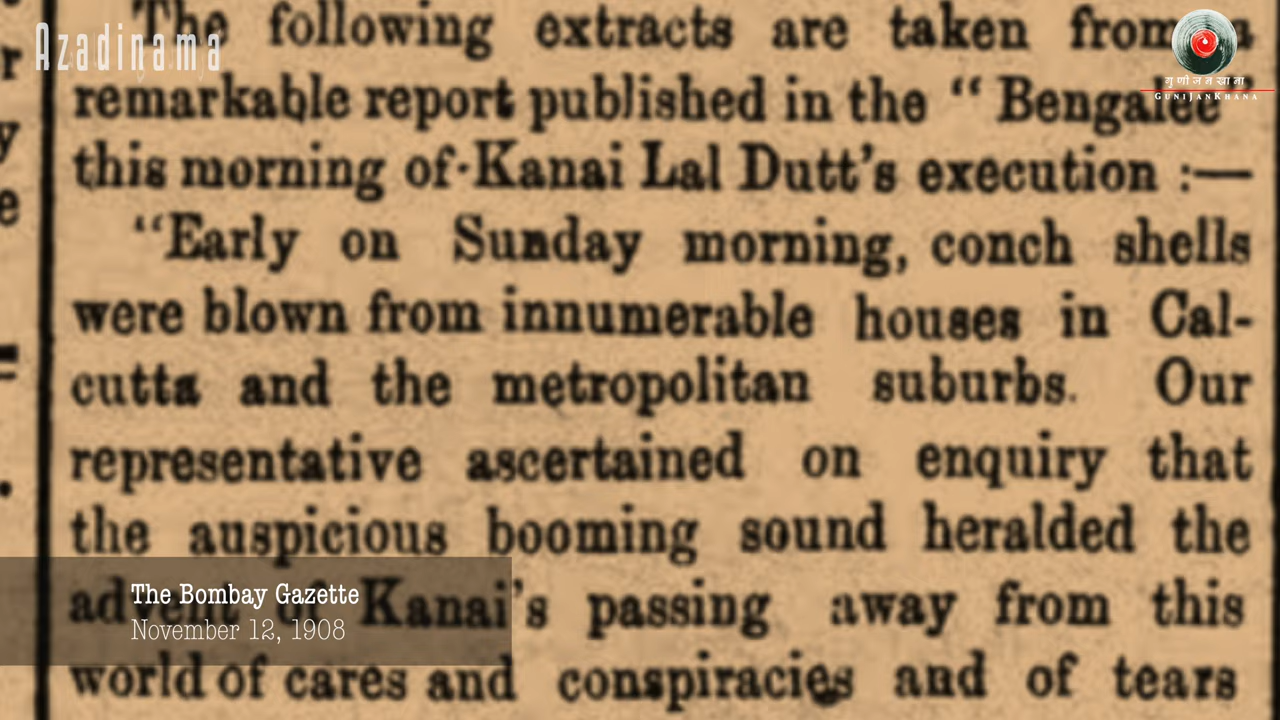 Azadinama
गुणीजनखाना
GUNIJANKHANA
The following extracts are taken from a
remarkable report published in the “ Bengalee”
this morning of Kanai Lal Dutt’s execution :—
“Early on Sunday morning, conch shells
were blown from innumerable houses in Cal-
cutta and the metropolitan suburbs. Our
representative ascertained on enquiry that
the auspicious booming sound heralded the
Kanai’s passing away from this
world of cares and conspiracies and of tears
The Bombay Gazette
November 12, 1908